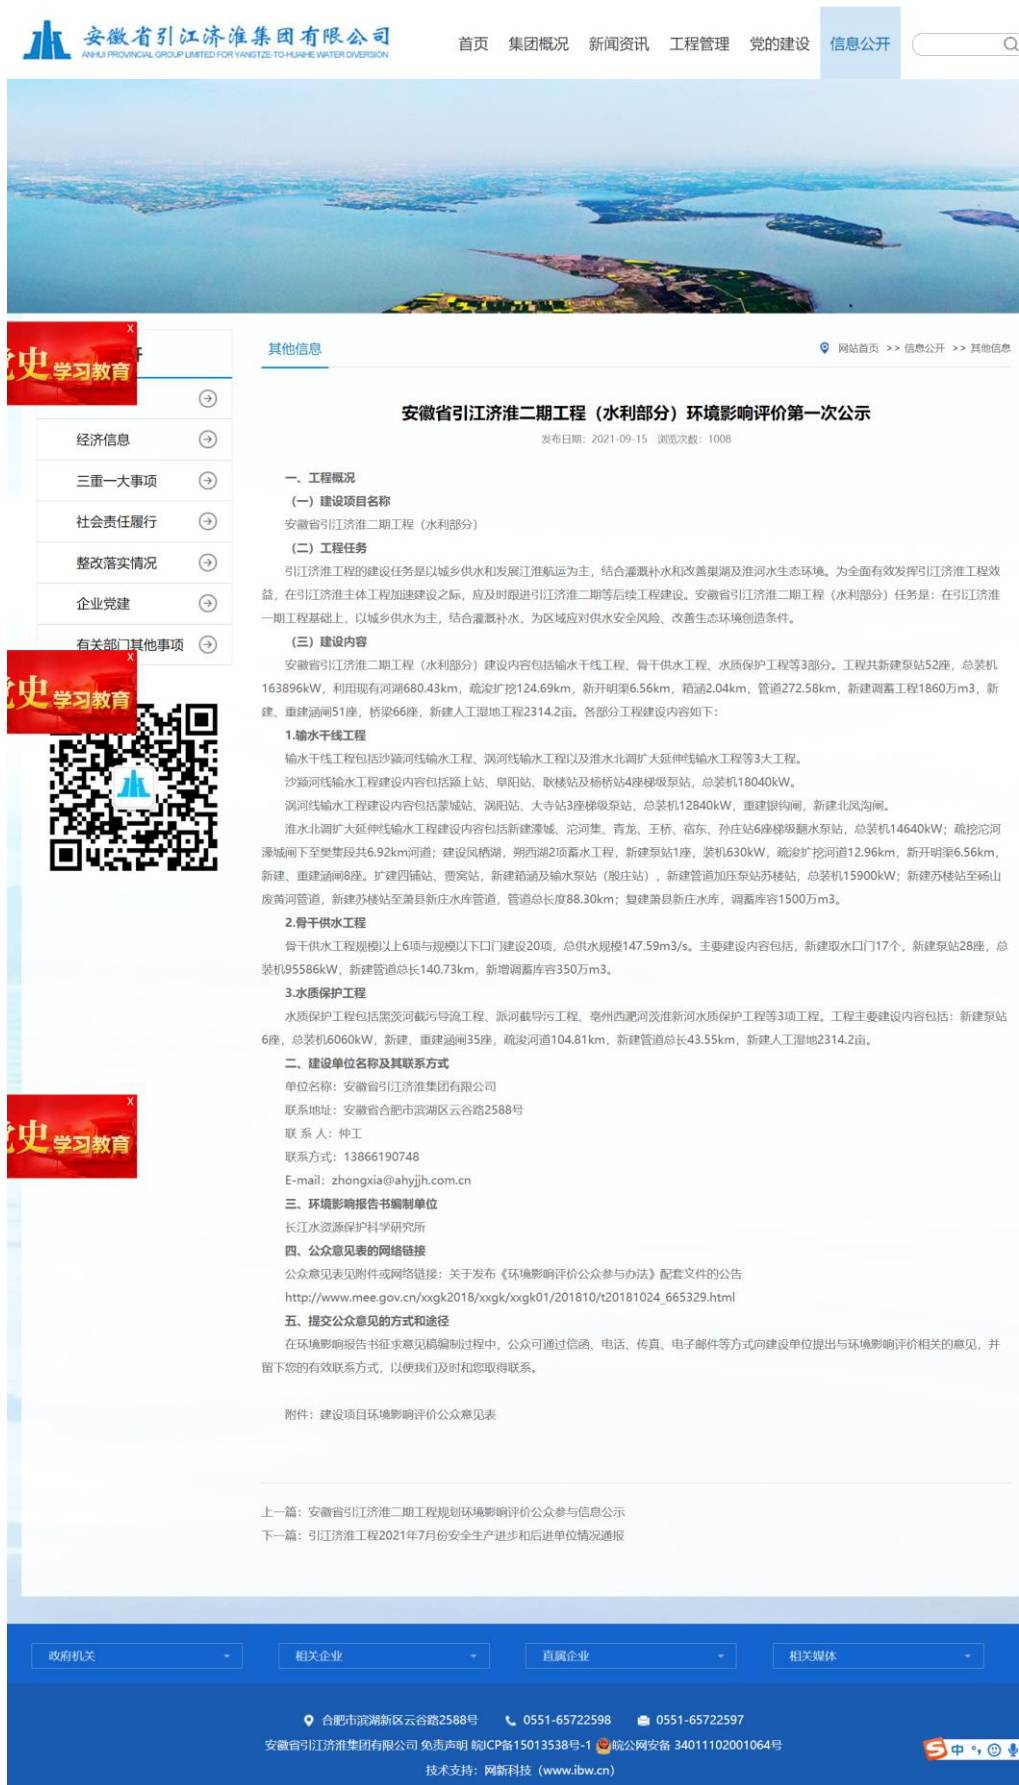 安徽省引江济淮集团有限公司
ANHUI PROVINCIAL GROUP LIMITED FOR YANGTZE-TO-HUAIHE WATER DIVERSION
首页 集团概况 新闻资讯 工程管理 党的建设 信息公开
史 学习教育
X
其他信息
网站首页 >> 信息公开 >> 其他信息
经济信息
三重一大事项
社会责任履行
整改落实情况
企业党建
有关部门其他事项
史 学习教育
X
史 学习教育
X
安徽省引江济淮二期工程（水利部分）环境影响评价第一次公示
发布日期：2021-09-15 浏览次数：1008
一、工程概况
（一）建设项目名称
安徽省引江济淮二期工程（水利部分）
（二）工程任务
引江济淮工程的建设任务是以城乡供水和发展江淮航运为主，结合灌溉补水和改善巢湖及淮河水生态环境。为全面有效发挥引江济淮工程效
益，在引江济淮主体工程加速建设之际，应及时跟进引江济淮二期等后续工程建设。安徽省引江济淮二期工程（水利部分）任务是：在引江济淮
一期工程基础上，以城乡供水为主，结合灌溉补水，为区域应对供水安全风险、改善生态环境创造条件。
（三）建设内容
安徽省引江济淮二期工程（水利部分）建设内容包括输水干线工程、骨干供水工程、水质保护工程等3部分。工程共新建泵站52座，总装机
163896kW，利用现有河湖680.43km，疏浚扩挖124.69km，新开明渠6.56km，箱涵2.04km，管道272.58km，新建调蓄工程1860万m3，新
建、重建涵闸51座，桥梁66座，新建人工湿地工程2314.2亩。各部分工程建设内容如下：
1.输水干线工程
输水干线工程包括沙颍河线输水工程、涡河线输水工程以及淮水北调扩大延伸线输水工程等3大工程。
沙颍河线输水工程建设内容包括颍上站、阜阳站、耿楼站及杨桥站4座梯级泵站，总装机18040kW。
涡河线输水工程建设内容包括蒙城站、涡阳站、大寺站3座梯级泵站，总装机12840kW，重建银钩闸，新建北凤沟闸。
淮水北调扩大延伸线输水工程建设内容包括新建濠城、沱河集、青龙、王桥、宿东、孙庄站6座梯级翻水泵站，总装机14640kW；疏挖沱河
濠城闸下至樊集段共6.92km河道；建设凤栖湖，朔西湖2项蓄水工程，新建泵站1座，装机630kW，疏浚扩挖河道12.96km，新开明渠6.56km，
新建、重建涵闸8座。扩建四铺站、贾窝站，新建箱涵及输水泵站（殷庄站），新建管道加压泵站苏楼站，总装机15900kW；新建苏楼站至砀山
废黄河管道，新建苏楼站至萧县新庄水库管道，管道总长度88.30km；复建萧县新庄水库，调蓄库容1500万m3。
2.骨干供水工程
骨干供水工程规模以上6项与规模以下口门建设20项，总供水规模147.59m3/s。主要建设内容包括，新建取水口门17个，新建泵站28座，总
装机95586kW，新建管道总长140.73km，新增调蓄库容350万m3。
3.水质保护工程
水质保护工程包括黑茨河截污导流工程、派河截导污工程、亳州西淝河茨淮新河水质保护工程等3项工程。工程主要建设内容包括：新建泵站
6座，总装机6060kW，新建、重建涵闸35座，疏浚河道104.81km，新建管道总长43.55km，新建人工湿地2314.2亩。
二、建设单位名称及其联系方式
单位名称：安徽省引江济淮集团有限公司
联系地址：安徽省合肥市滨湖区云谷路2588号
联 系 人：仲工
联系方式：13866190748
E-mail：zhongxia@ahyjjh.com.cn
三、环境影响报告书编制单位
长江水资源保护科学研究所
四、公众意见表的网络链接
公众意见表见附件或网络链接：关于发布《环境影响评价公众参与办法》配套文件的公告
http://www.mee.gov.cn/xxgk2018/xxgk/xxgk01/201810/t20181024_665329.html
五、提交公众意见的方式和途径
在环境影响报告书征求意见稿编制过程中，公众可通过信函、电话、传真、电子邮件等方式向建设单位提出与环境影响评价相关的意见，并
留下您的有效联系方式，以便我们及时和您取得联系。
附件：建设项目环境影响评价公众意见表
上一篇：安徽省引江济淮二期工程规划环境影响评价公众参与信息公示
下一篇：引江济淮工程2021年7月份安全生产进步和后进单位情况通报
政府机关 相关企业 直属企业 相关媒体
合肥市滨湖新区云谷路2588号 0551-65722598 0551-65722597
安徽省引江济淮集团有限公司 免责声明 皖ICP备15013538号-1 皖公网安备 34011102001064号
技术支持：网新科技（www.ibw.cn）
中